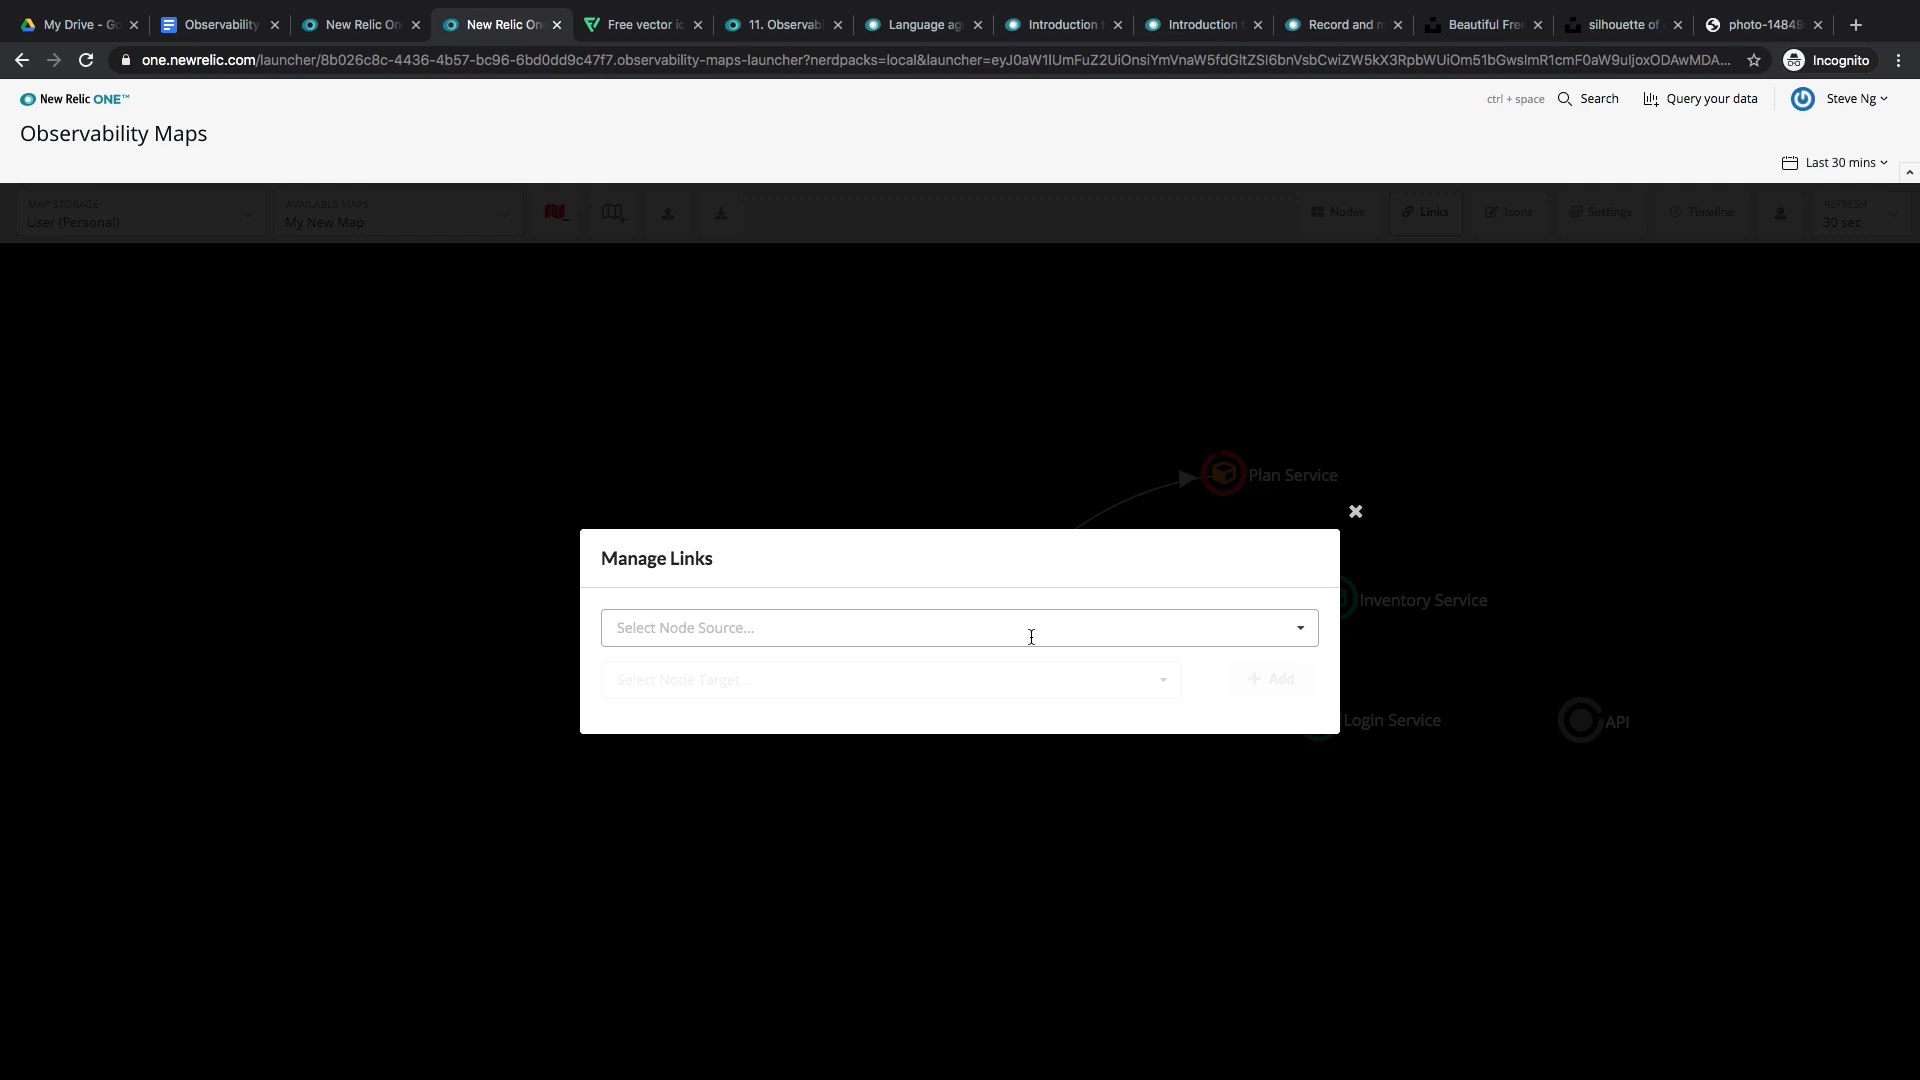 My Drive - Go
Observability
New Relic On
New Relic On
Free vector ic
11. Observab
Language ag
Introduction t
Introduction t
Record and m
Beautiful Free
silhouette of
photo-14849
one.newrelic.com/launcher/8b026c8c-4436-4b57-bc96-6bd0dd9c47f7.observability-maps-launcher?nerdpacks=local&launcher=eyJ0aW1lUmFuZ2UiOnsiYmVnaW5fdGltZSI6bnVsbCwiZW5kX3RpbWUiOm51bGwsImR1cmF0aW9uIjoxODAwMDA...
Incognito
New Relic ONE™
ctrl + space
Search
Query your data
Steve Ng
Observability Maps
Last 30 mins
MAP STORAGE
User (Personal)
AVAILABLE MAPS
My New Map
Nodes
Links
Icons
Settings
Timeline
REFRESH
30 sec
Plan Service
Manage Links
Select Node Source...
Inventory Service
Select Node Target...
Add
Login Service
API